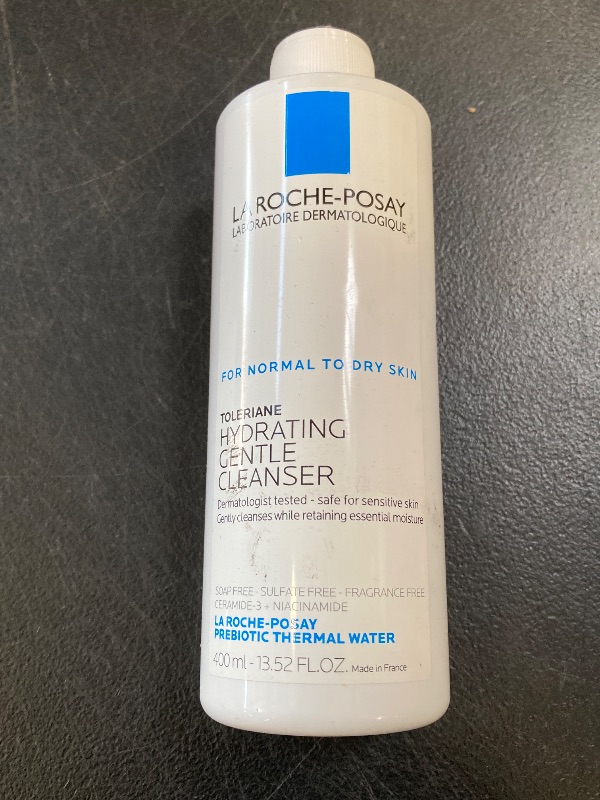 LA ROCHE-POSAY
LABORATOIRE DERMATOLOGIQUE
FOR NORMAL TO DRY SKIN
TOLERIANE
HYDRATING
GENTLE
CLEANSER
Dermatologist tested - safe for sensitive skin
Gently cleanses while retaining essential moisture
SOAP FREE - SULFATE FREE - FRAGRANCE FREE
CERAMIDE-3 + NIACINAMIDE
LA ROCHE-POSAY
PREBIOTIC THERMAL WATER
400 ml - 13.52 FL.OZ. Made in France